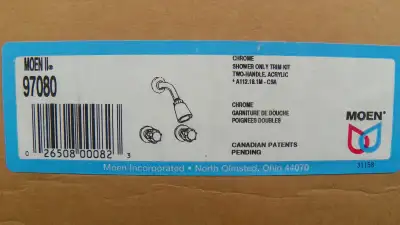 MOEN II®
97080
0 26508 00082 3
CHROME
SHOWER ONLY TRIM KIT
TWO-HANDLE, ACRYLIC
* A112.18.1M - CSA
CHROME
GARNITURE DE DOUCHE
POIGNÉES DOUBLES
CANADIAN PATENTS
PENDING
MOEN
J1158
Moen Incorporated • North Olmsted, Ohio 44070